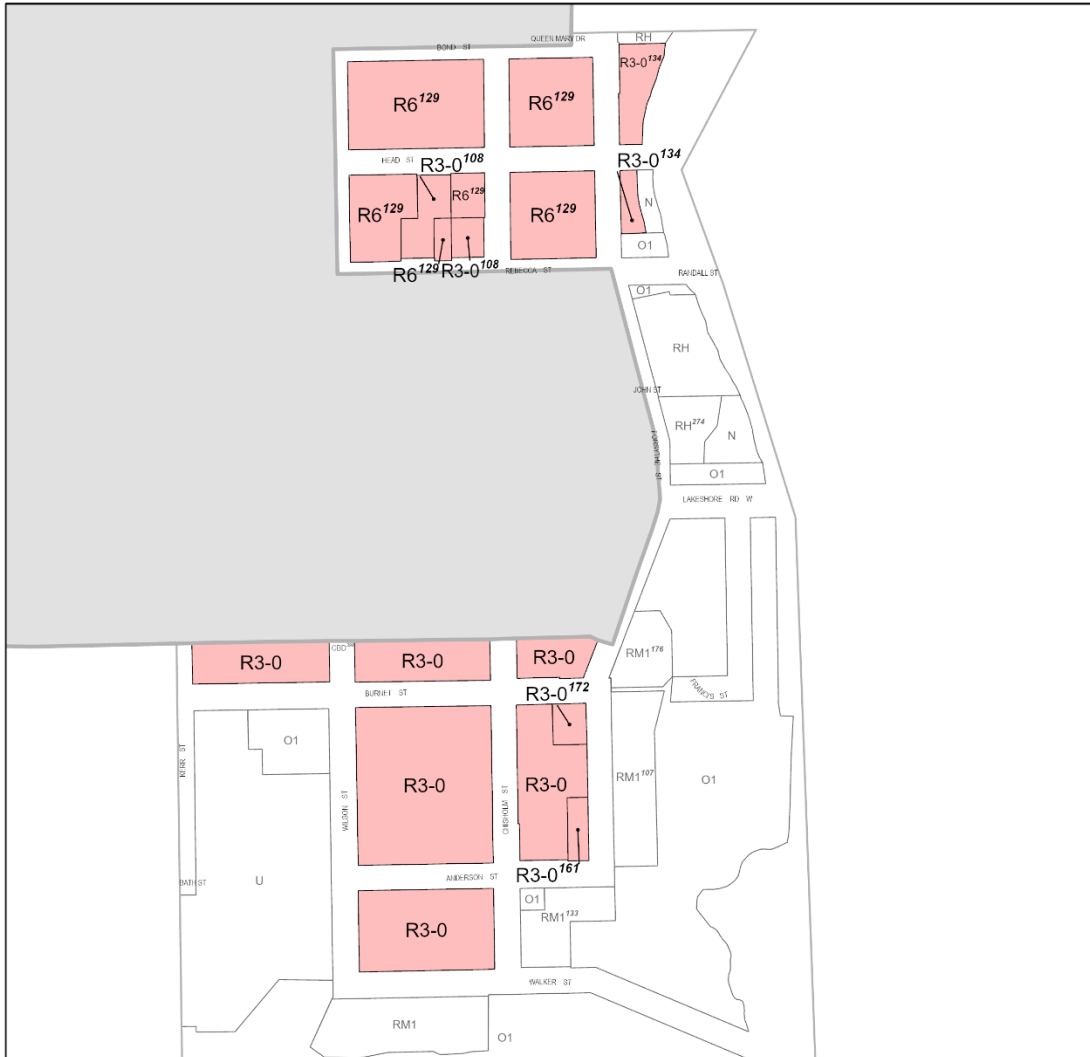 QUEEN MARY DR
RH
BOND ST
R3-0¹³⁴
R6¹²⁹
R6¹²⁹
HEAD ST
R3-0¹⁰⁸
R3-0¹³⁴
R6¹²⁹
R6¹²⁹
R6¹²⁹
N
O1
R6¹²⁹
R3-0¹⁰⁸
REBECCA ST
RANDALL ST
O1
RH
JOHN ST
RH²⁷⁴
N
FORSYTHE ST
O1
LAKESHORE RD W
CBD
R3-0
R3-0
R3-0
RM1¹⁷⁶
BURNET ST
R3-0¹⁷²
FRANCIS ST
O1
KERR ST
WILSON ST
R3-0
CHISHOLM ST
R3-0
RM1¹⁰⁷
O1
BATH ST
U
ANDERSON ST
R3-0¹⁶¹
O1
RM1¹³³
R3-0
WALKER ST
RM1
O1